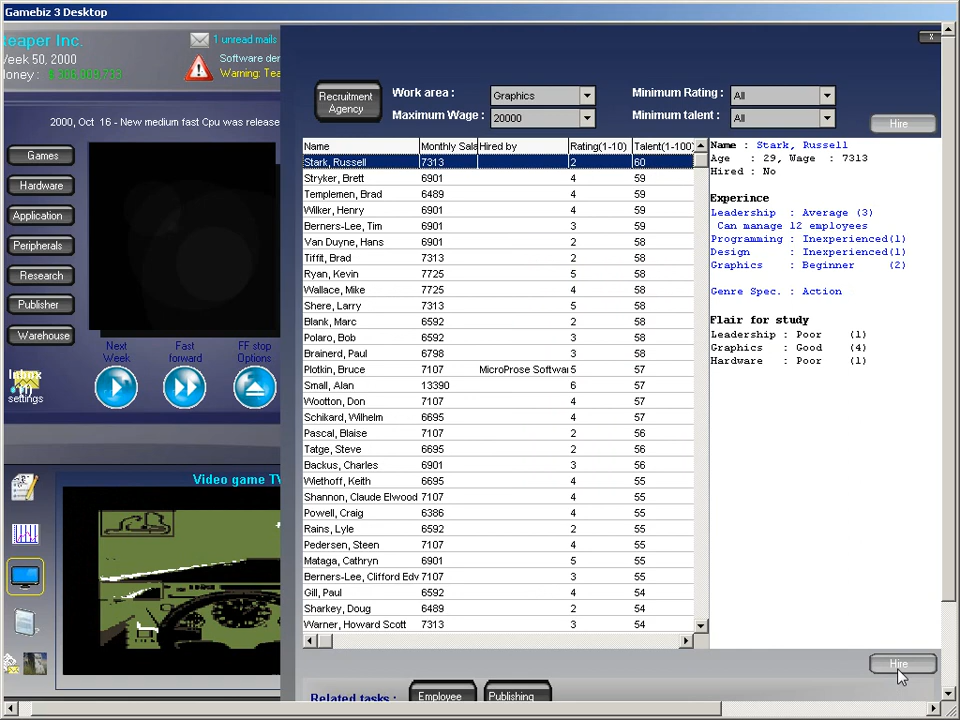 Gamebiz 3 Desktop
Reaper Inc.
Week 50, 2000
Money :
1 unread mails
Software der
Warning: Tea
2000, Oct 16 - New medium fast Cpu was release
Games
Hardware
Application
Peripherals
Research
Publisher
Warehouse
Next Week
Fast forward
FF stop Options
Inbox
(1)
settings
Video game TV
x
Recruitment Agency
Work area : Graphics
Maximum Wage : 20000
Minimum Rating : All
Minimum talent : All
Hire
Name Monthly Sala Hired by Rating(1-10) Talent(1-100)
Stark, Russell 7313 2 60
Stryker, Brett 6901 4 59
Templemen, Brad 6489 4 59
Wilker, Henry 6901 4 59
Berners-Lee, Tim 6901 3 59
Van Duyne, Hans 6901 2 58
Tiffit, Brad 7313 2 58
Ryan, Kevin 7725 5 58
Wallace, Mike 7725 4 58
Shere, Larry 7313 5 58
Blank, Marc 6592 2 58
Polaro, Bob 6592 3 58
Brainerd, Paul 6798 3 58
Plotkin, Bruce 7107 MicroProse Softwar 5 57
Small, Alan 13390 6 57
Wootton, Don 7107 4 57
Schikard, Wilhelm 6695 4 57
Pascal, Blaise 7107 2 56
Tatge, Steve 6695 2 56
Backus, Charles 6901 3 56
Wiethoff, Keith 6695 4 55
Shannon, Claude Elwood 7107 4 55
Powell, Craig 6386 4 55
Rains, Lyle 6592 2 55
Pedersen, Steen 7107 4 55
Mataga, Cathryn 6901 5 55
Berners-Lee, Clifford Edv 7107 3 55
Gill, Paul 6592 4 54
Sharkey, Doug 6489 2 54
Warner, Howard Scott 7313 3 54
Name : Stark, Russell
Age : 29, Wage : 7313
Hired : No
Experince
Leadership : Average (3)
Can manage 12 employees
Programming : Inexperienced(1)
Design : Inexperienced(1)
Graphics : Beginner (2)
Genre Spec. : Action
Flair for study
Leadership : Poor (1)
Graphics : Good (4)
Hardware : Poor (1)
Hire
Related tasks :
Employee
Publishing